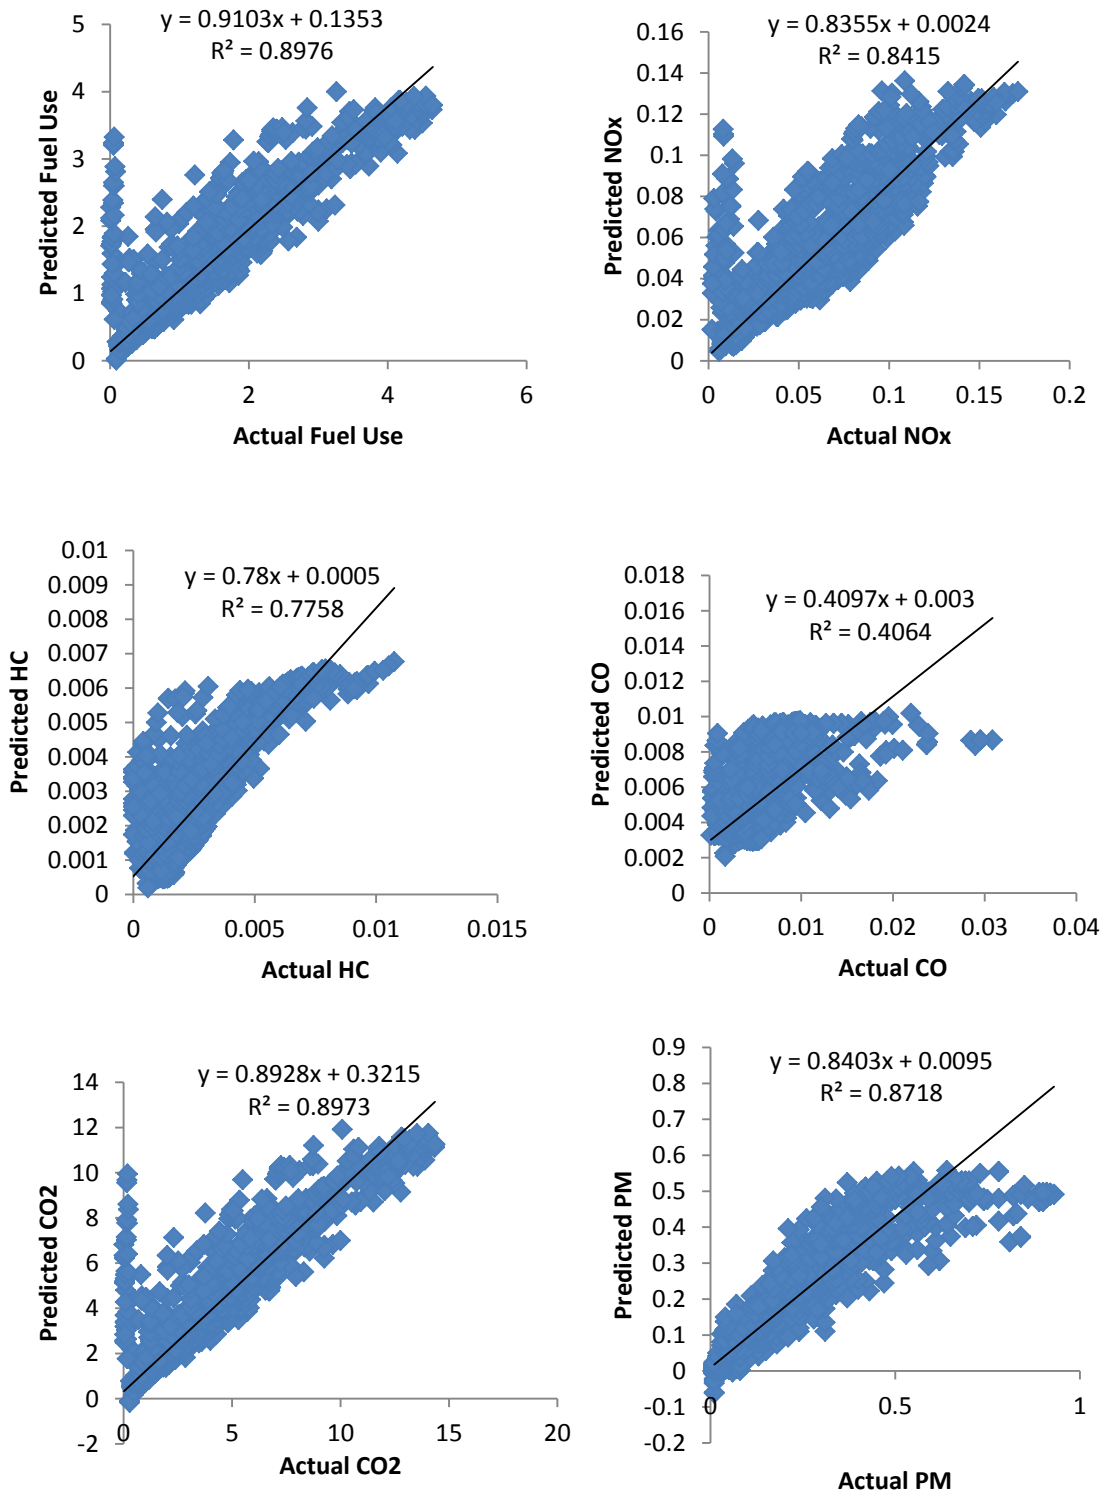 y = 0.9103x + 0.1353
R² = 0.8976
5
4
3
2
1
0
Predicted Fuel Use
0 2 4 6
Actual Fuel Use
y = 0.8355x + 0.0024
R² = 0.8415
0.16
0.14
0.12
0.1
0.08
0.06
0.04
0.02
0
Predicted NOx
0 0.05 0.1 0.15 0.2
Actual NOx
y = 0.78x + 0.0005
R² = 0.7758
0.01
0.009
0.008
0.007
0.006
0.005
0.004
0.003
0.002
0.001
0
Predicted HC
0 0.005 0.01 0.015
Actual HC
y = 0.4097x + 0.003
R² = 0.4064
0.018
0.016
0.014
0.012
0.01
0.008
0.006
0.004
0.002
0
Predicted CO
0 0.01 0.02 0.03 0.04
Actual CO
y = 0.8928x + 0.3215
R² = 0.8973
14
12
10
8
6
4
2
0
-2
Predicted CO2
0 5 10 15 20
Actual CO2
y = 0.8403x + 0.0095
R² = 0.8718
0.9
0.8
0.7
0.6
0.5
0.4
0.3
0.2
0.1
0
-0.1
-0.2
Predicted PM
0 0.5 1
Actual PM